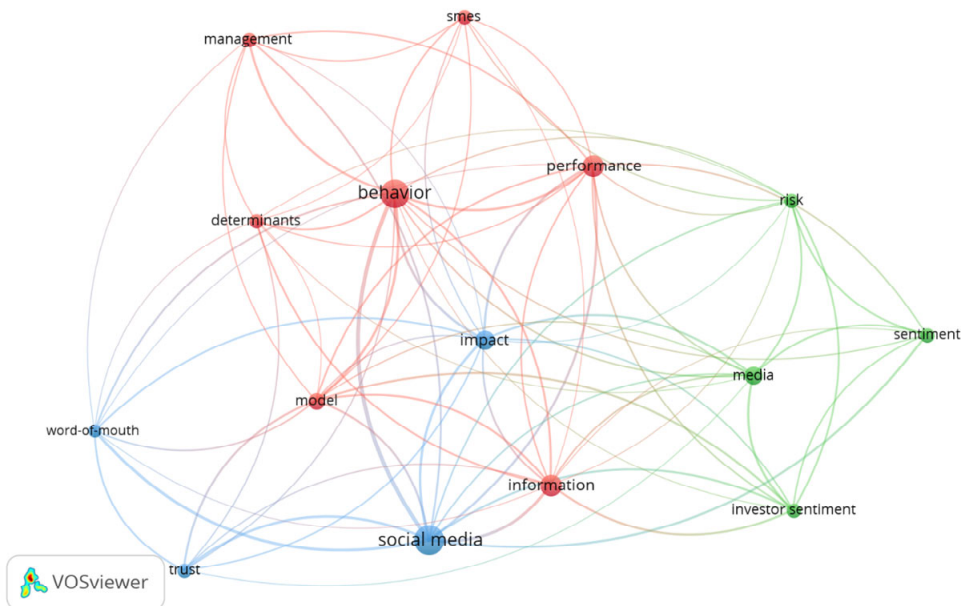 smes
management
performance
behavior
risk
determinants
impact
sentiment
media
model
word-of-mouth
information
investor sentiment
social media
trust
VOSviewer